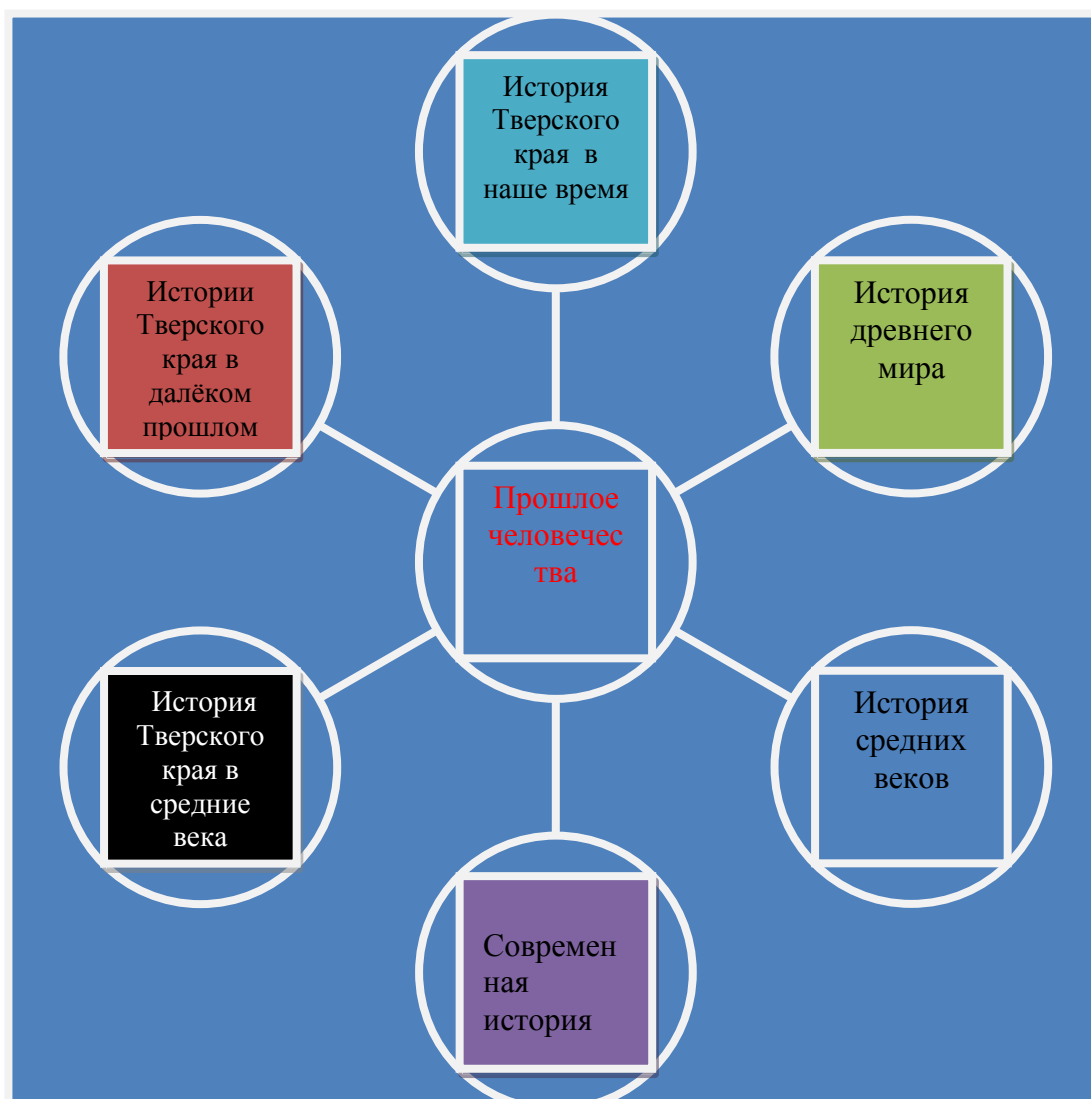 История
Тверского
края в
наше время
История
древнего
мира
Истории
Тверского
края в
далёком
прошлом
Прошлое
человечес
тва
История
средних
веков
История
Тверского
края в
средние
века
Современ
ная
история